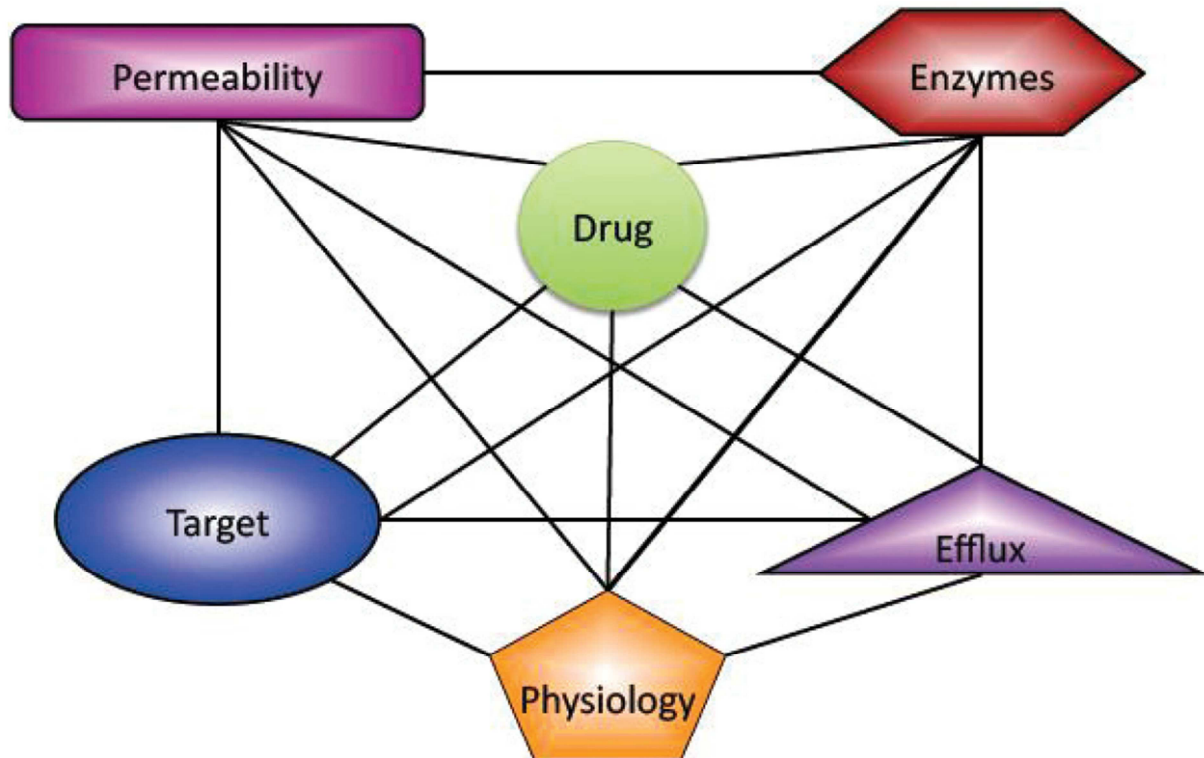 Permeability
Enzymes
Drug
Target
Efflux
Physiology